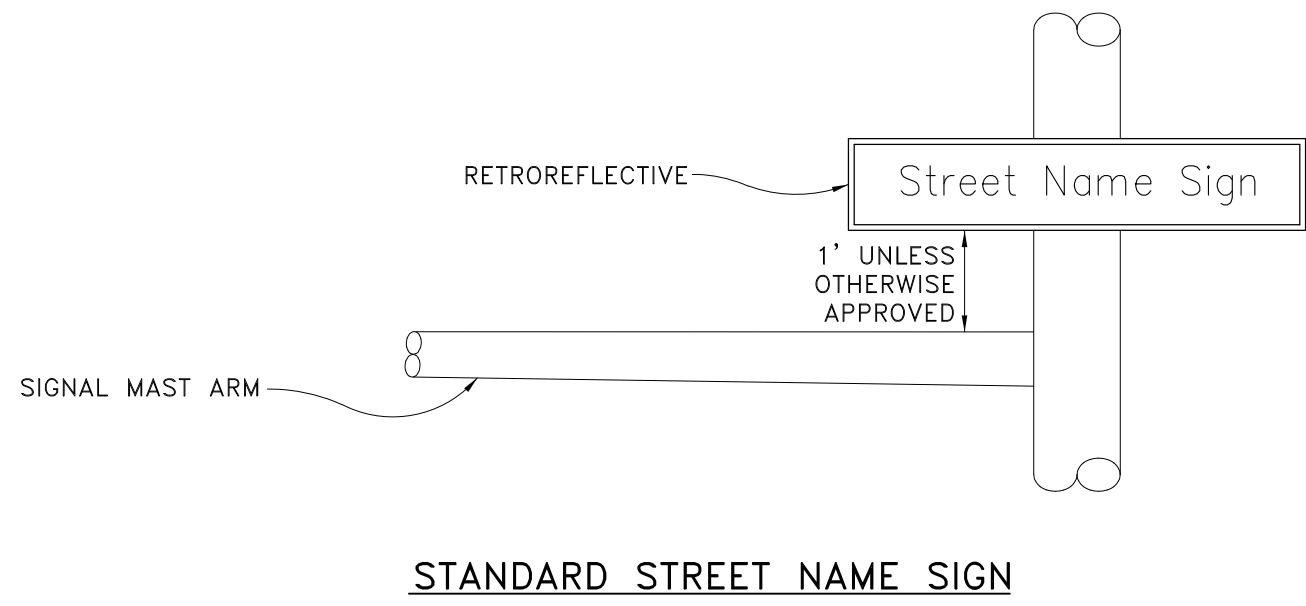 RETROREFLECTIVE
Street Name Sign
1' UNLESS
OTHERWISE
APPROVED
SIGNAL MAST ARM
STANDARD STREET NAME SIGN